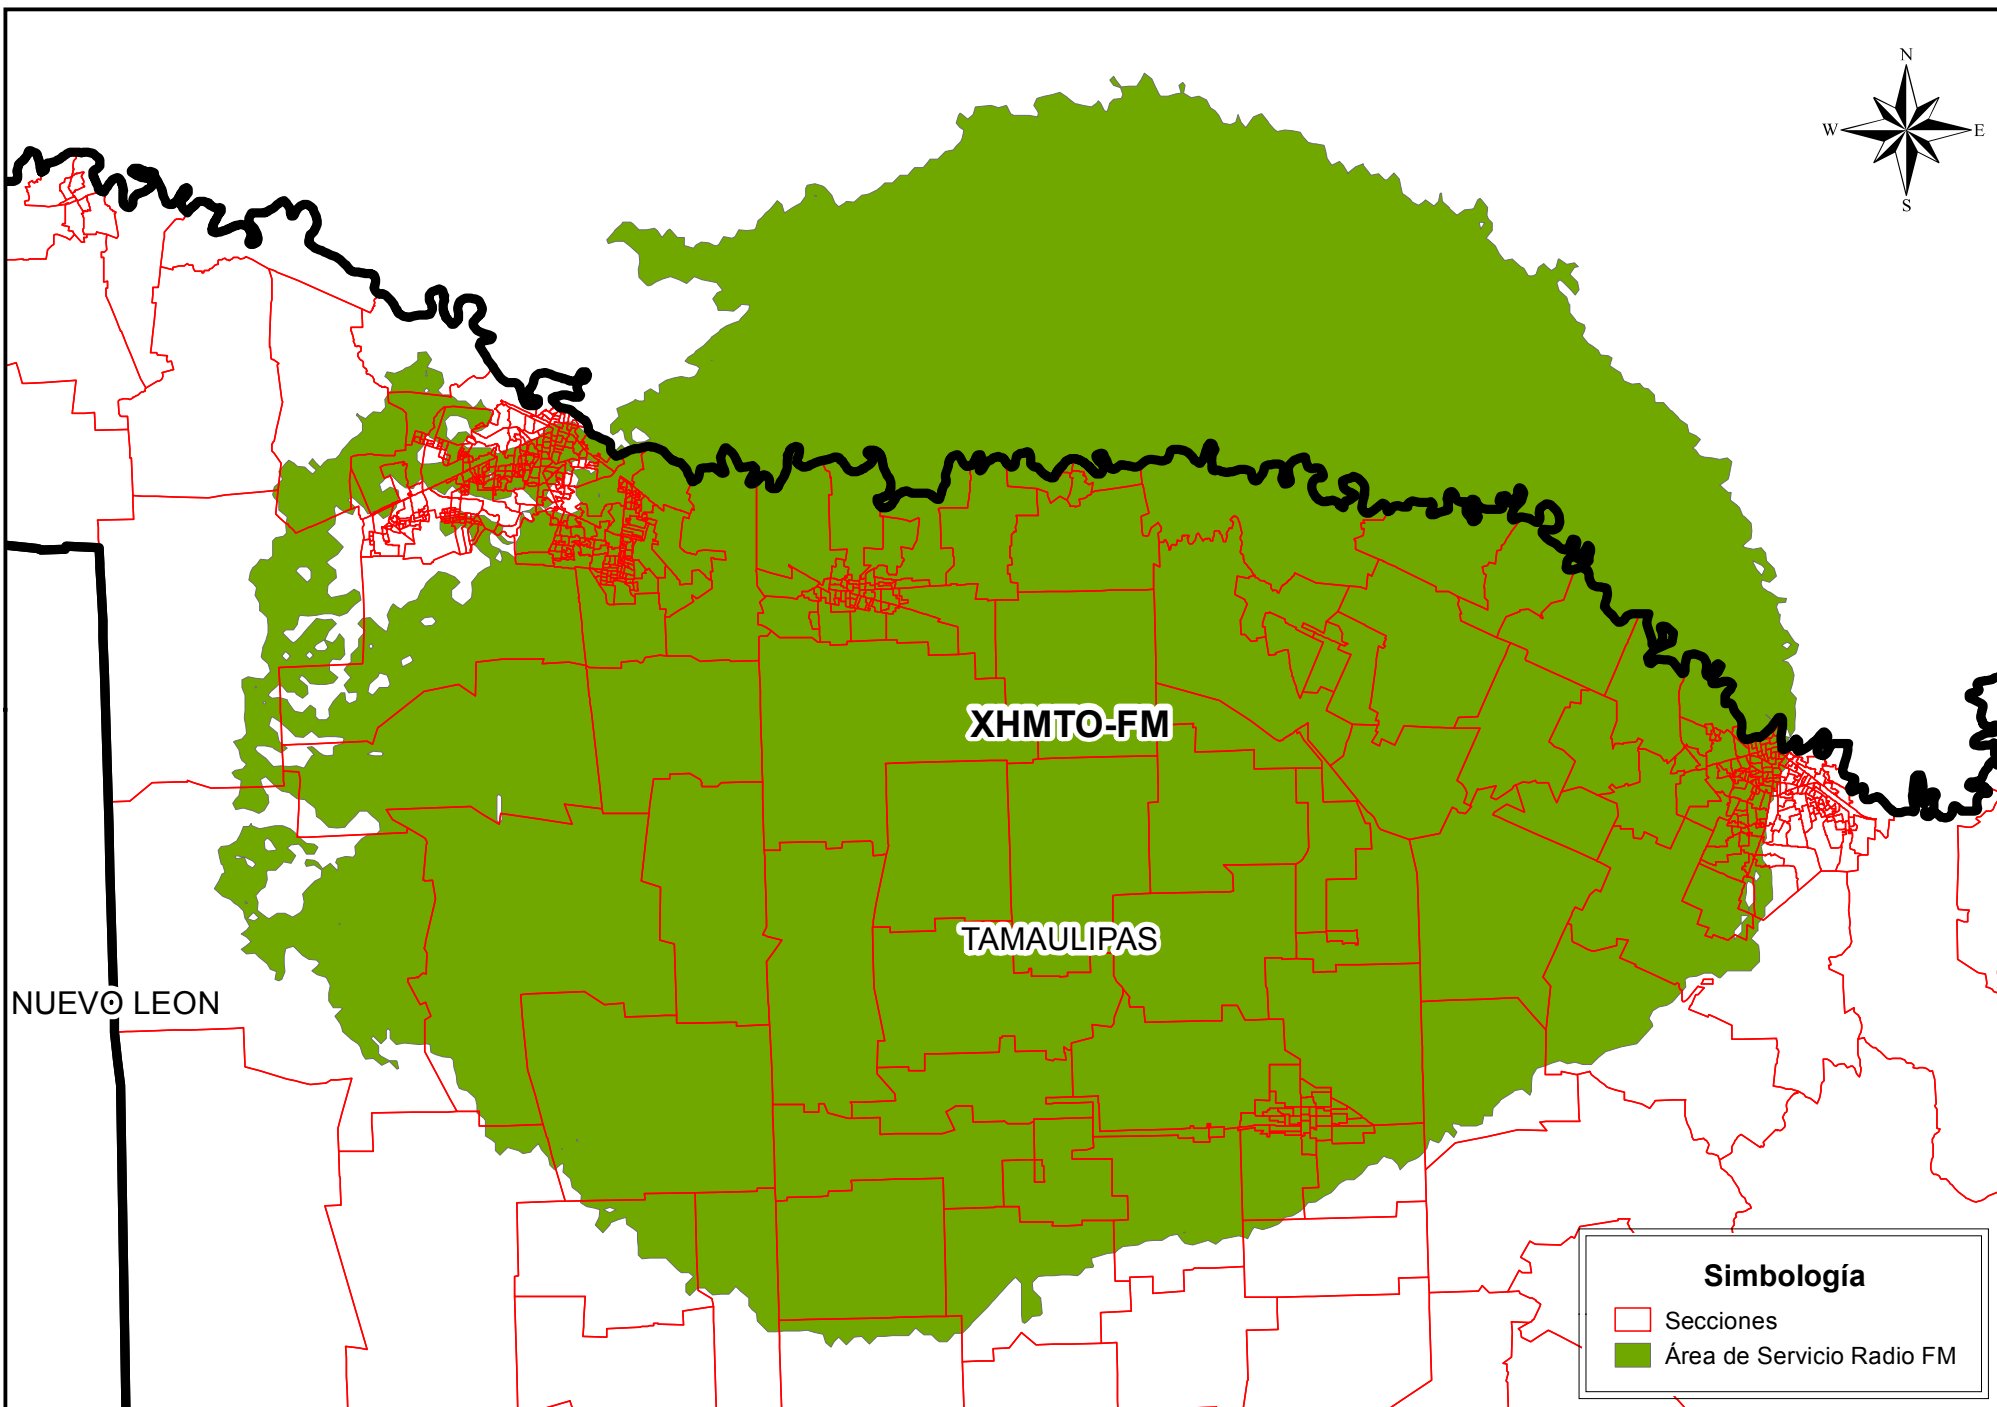 N
W E
S
XHMTO-FM
TAMAULIPAS
NUEVO LEON
Simbología
Secciones
Área de Servicio Radio FM